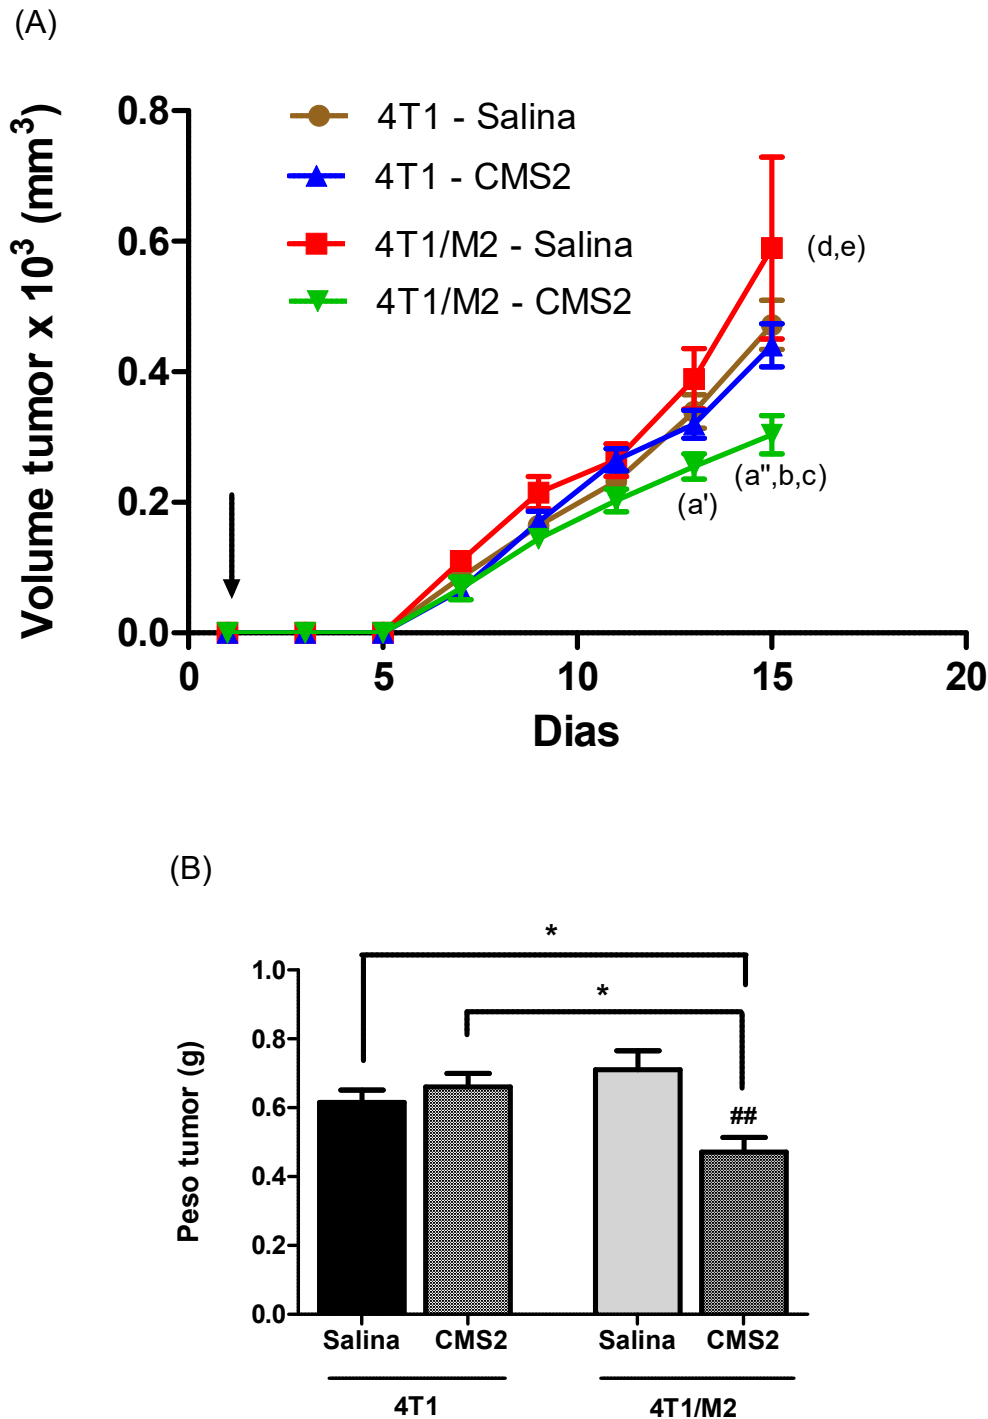 (A)
Volume tumor x 10³ (mm³)
0.8
0.6
0.4
0.2
0.0
4T1 - Salina
4T1 - CMS2
4T1/M2 - Salina
4T1/M2 - CMS2
(d,e)
(a'',b,c)
(a')
0 5 10 15 20
Dias
(B)
Peso tumor (g)
1.0
0.8
0.6
0.4
0.2
0.0
*
*
##
Salina CMS2 Salina CMS2
4T1 4T1/M2